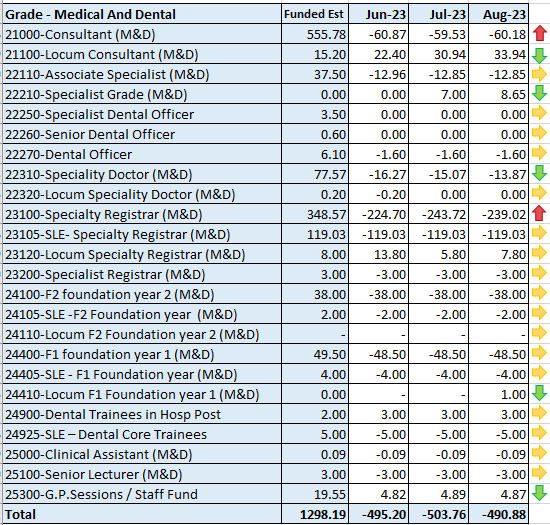 Grade - Medical And Dental Funded Est Jun-23 Jul-23 Aug-23
21000-Consultant (M&D) 555.78 -60.87 -59.53 -60.18
21100-Locum Consultant (M&D) 15.20 22.40 30.94 33.94
22110-Associate Specialist (M&D) 37.50 -12.96 -12.85 -12.85
22210-Specialist Grade (M&D) 0.00 0.00 7.00 8.65
22250-Specialist Dental Officer 3.50 0.00 0.00 0.00
22260-Senior Dental Officer 0.60 0.00 0.00 0.00
22270-Dental Officer 6.10 -1.60 -1.60 -1.60
22310-Speciality Doctor (M&D) 77.57 -16.27 -15.07 -13.87
22320-Locum Speciality Doctor (M&D) 0.20 -0.20 0.00 0.00
23100-Specialty Registrar (M&D) 348.57 -224.70 -243.72 -239.02
23105-SLE- Specialty Registrar (M&D) 119.03 -119.03 -119.03 -119.03
23120-Locum Specialty Registrar (M&D) 8.00 13.80 5.80 7.80
23200-Specialist Registrar (M&D) 3.00 -3.00 -3.00 -3.00
24100-F2 foundation year 2 (M&D) 38.00 -38.00 -38.00 -38.00
24105-SLE -F2 Foundation year (M&D) 2.00 -2.00 -2.00 -2.00
24110-Locum F2 Foundation year 2 (M&D) - - - -
24400-F1 foundation year 1 (M&D) 49.50 -48.50 -48.50 -48.50
24405-SLE - F1 Foundation year (M&D) 4.00 -4.00 -4.00 -4.00
24410-Locum F1 Foundation year 1 (M&D) 0.00 - - 1.00
24900-Dental Trainees in Hosp Post 2.00 3.00 3.00 3.00
24925-SLE – Dental Core Trainees 5.00 -5.00 -5.00 -5.00
25000-Clinical Assistant (M&D) 0.09 -0.09 -0.09 -0.09
25100-Senior Lecturer (M&D) 3.00 -3.00 -3.00 -3.00
25300-G.P.Sessions / Staff Fund 19.55 4.82 4.89 4.87
Total 1298.19 -495.20 -503.76 -490.88